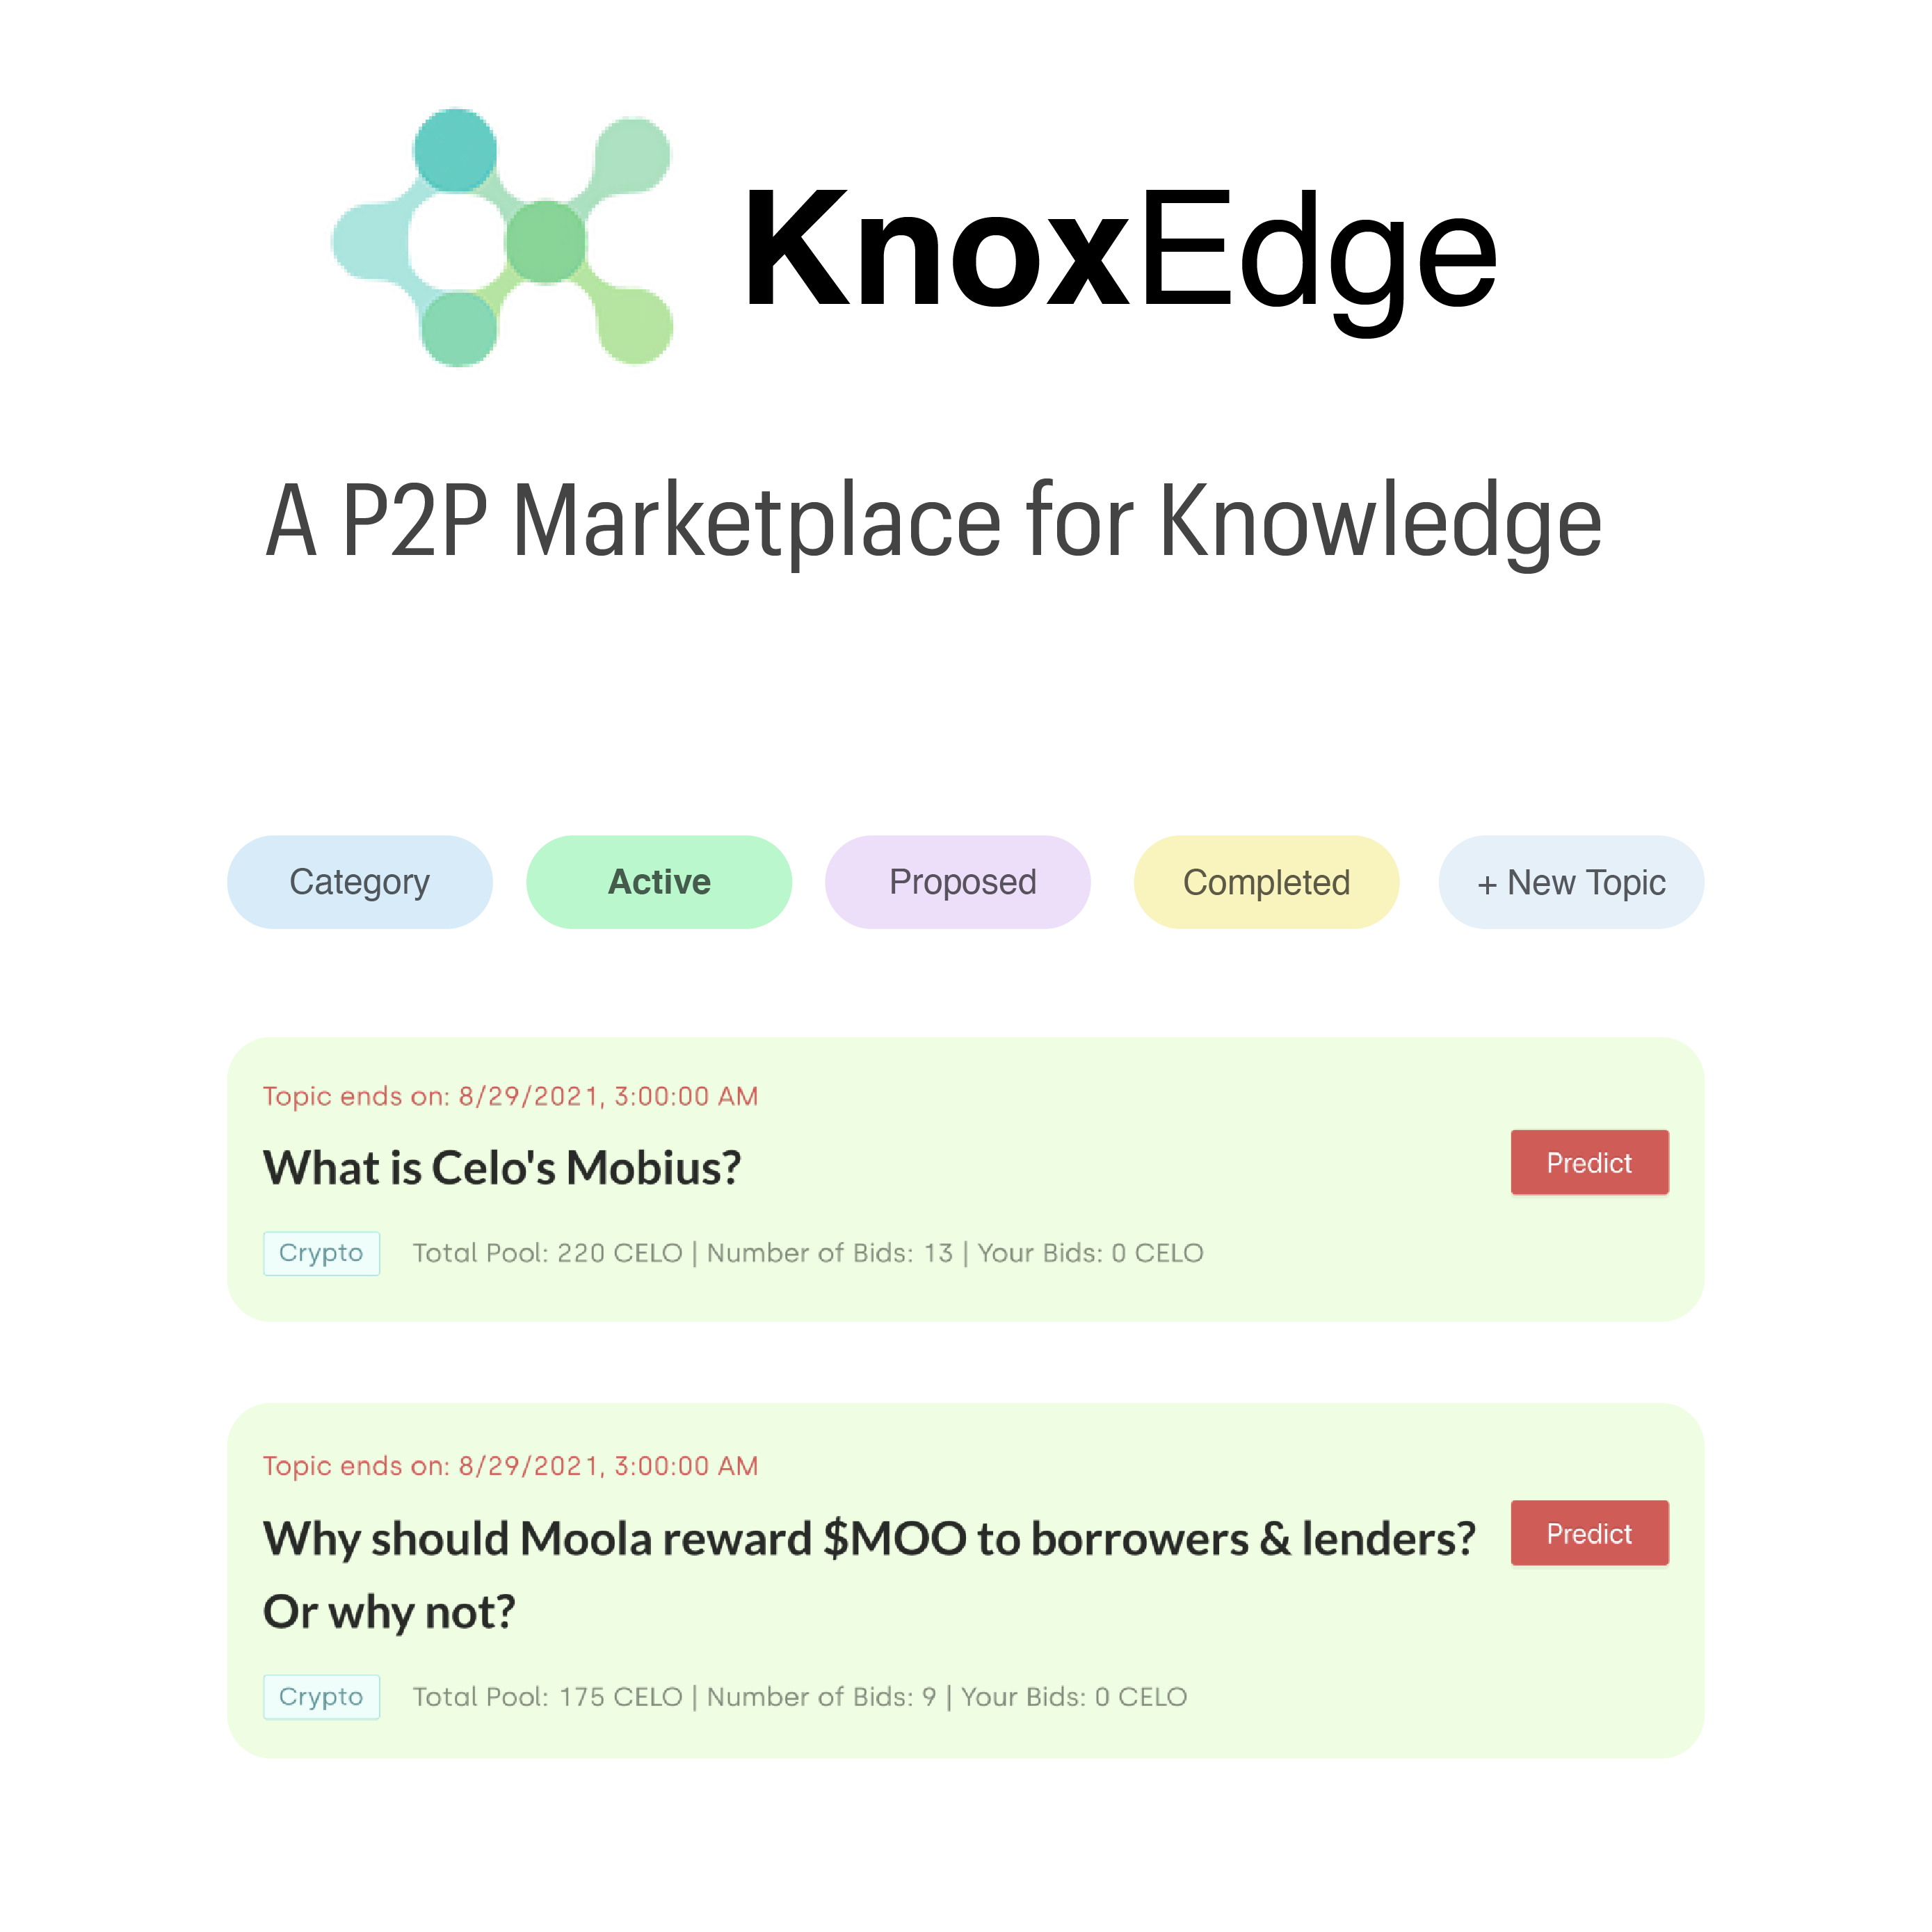 KnoxEdge
A P2P Marketplace for Knowledge
Category
Active
Proposed
Completed
+ New Topic
Topic ends on: 8/29/2021, 3:00:00 AM
What is Celo's Mobius?
Predict
Crypto
Total Pool: 220 CELO | Number of Bids: 13 | Your Bids: 0 CELO
Topic ends on: 8/29/2021, 3:00:00 AM
Why should Moola reward $MOO to borrowers & lenders?
Or why not?
Predict
Crypto
Total Pool: 175 CELO | Number of Bids: 9 | Your Bids: 0 CELO